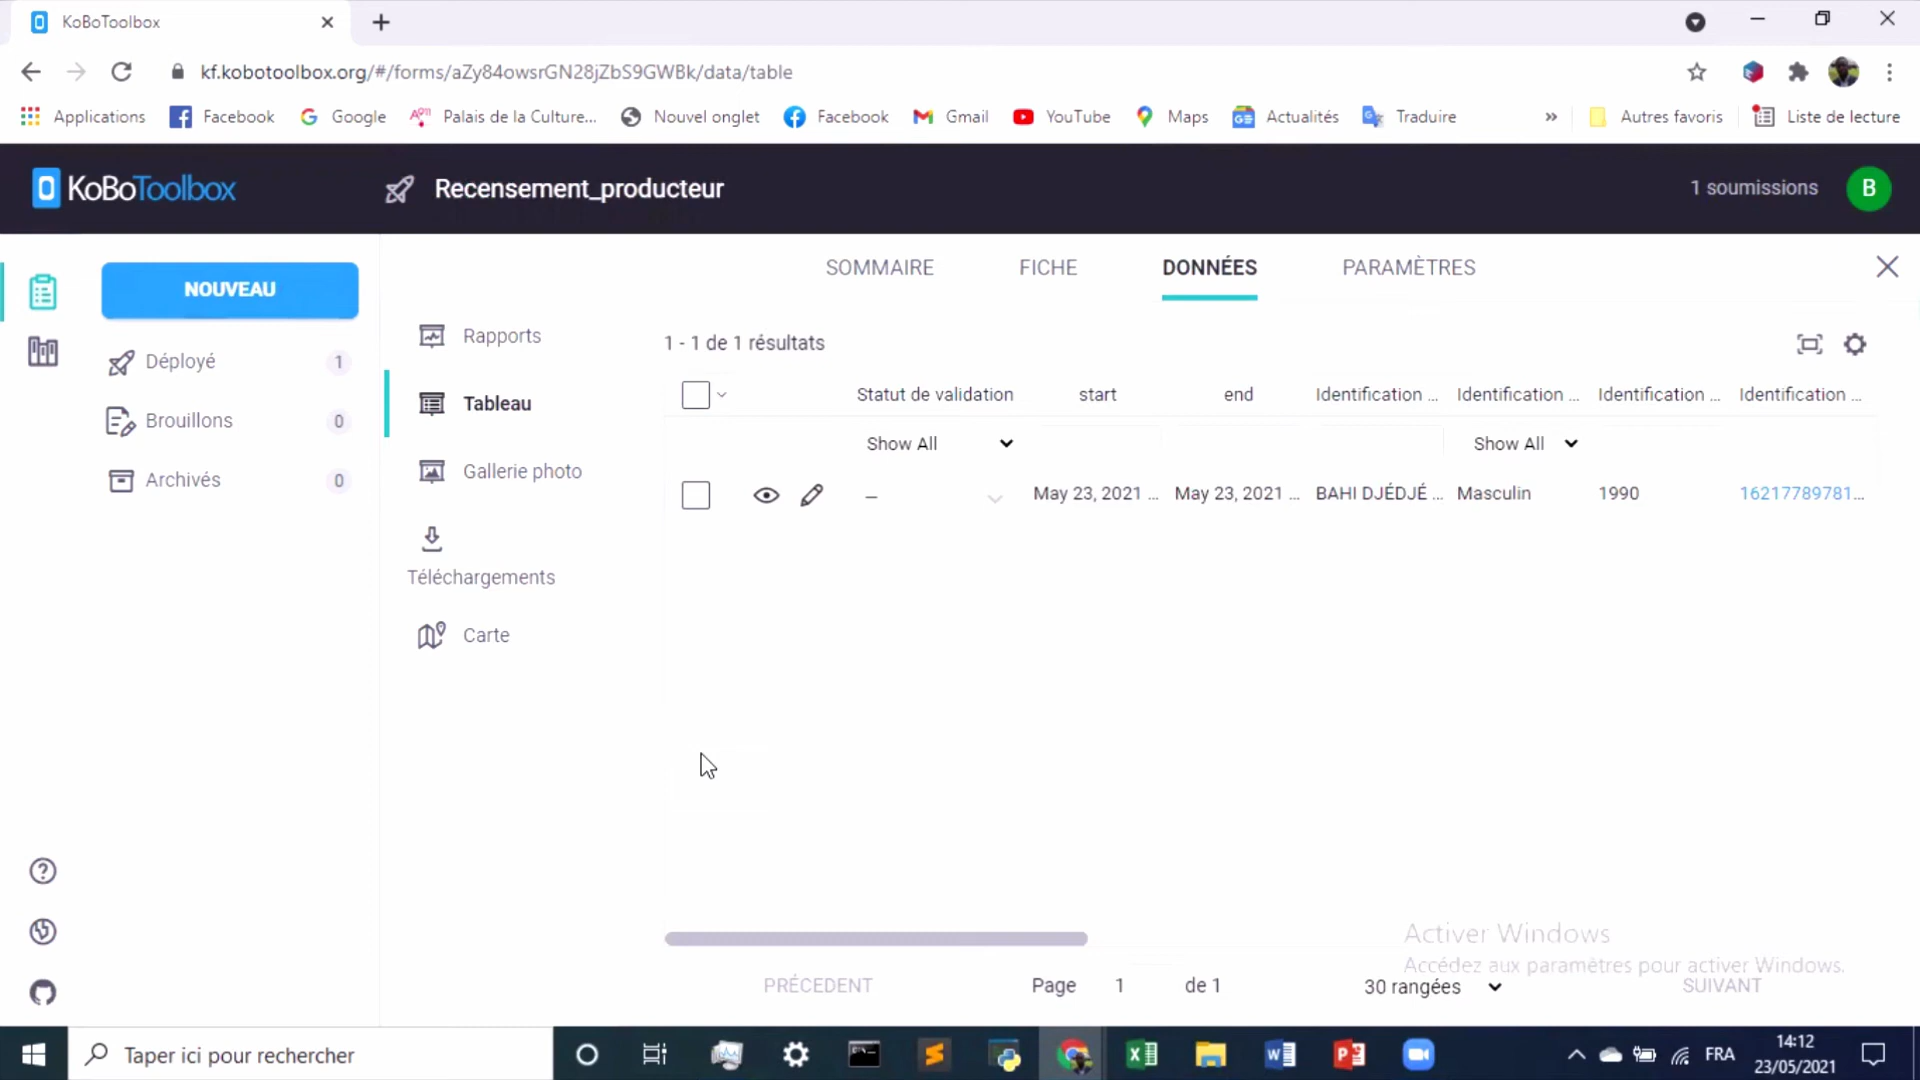 KoBoToolbox
kf.kobotoolbox.org/#/forms/aZy84owsrGN28jZbS9GWBk/data/table
Applications Facebook Google Palais de la Culture... Nouvel onglet Facebook Gmail YouTube Maps Actualités Traduire » Autres favoris Liste de lecture
KoBoToolbox Recensement_producteur 1 soumissions B
SOMMAIRE FICHE DONNÉES PARAMÈTRES
NOUVEAU
Déployé 1
Brouillons 0
Archivés 0
Rapports
Tableau
Gallerie photo
Téléchargements
Carte
1 - 1 de 1 résultats
Statut de validation start end Identification ... Identification ... Identification ... Identification ...
Show All Show All
– May 23, 2021 ... May 23, 2021 ... BAHI DJÉDJÉ ... Masculin 1990 16217789781...
Activer Windows
Accédez aux paramètres pour activer Windows.
PRÉCEDENT Page 1 de 1 30 rangées SUIVANT
Taper ici pour rechercher
FRA
14:12
23/05/2021